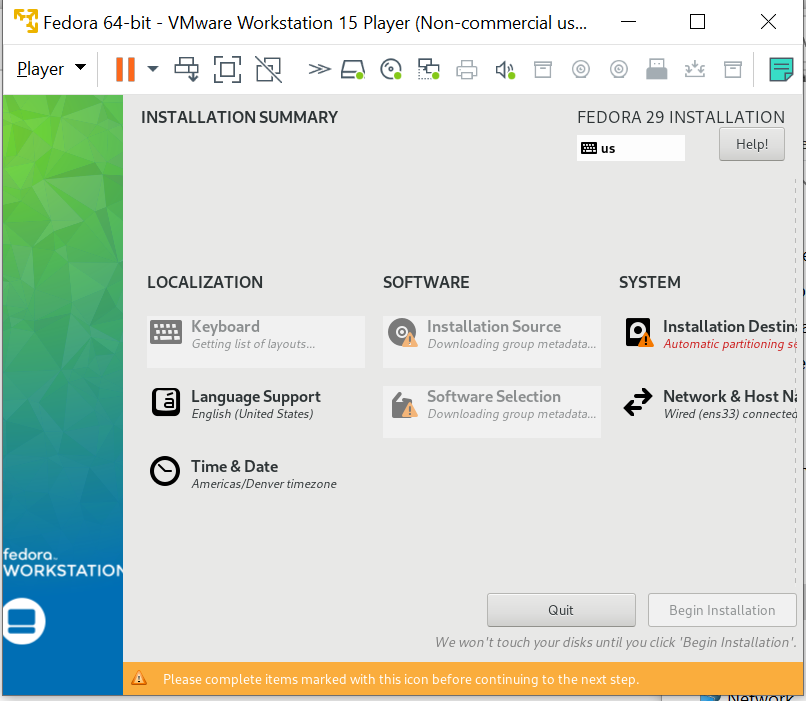 Fedora 64-bit - VMware Workstation 15 Player (Non-commercial us...
Player
INSTALLATION SUMMARY
FEDORA 29 INSTALLATION
us
Help!
LOCALIZATION
SOFTWARE
SYSTEM
Keyboard
Getting list of layouts...
Installation Source
Downloading group metadata...
Installation Destina
Automatic partitioning se
Language Support
English (United States)
Software Selection
Downloading group metadata...
Network & Host Na
Wired (ens33) connected
Time & Date
Americas/Denver timezone
fedora
WORKSTATION
Quit
Begin Installation
We won't touch your disks until you click 'Begin Installation'.
Please complete items marked with this icon before continuing to the next step.
Network